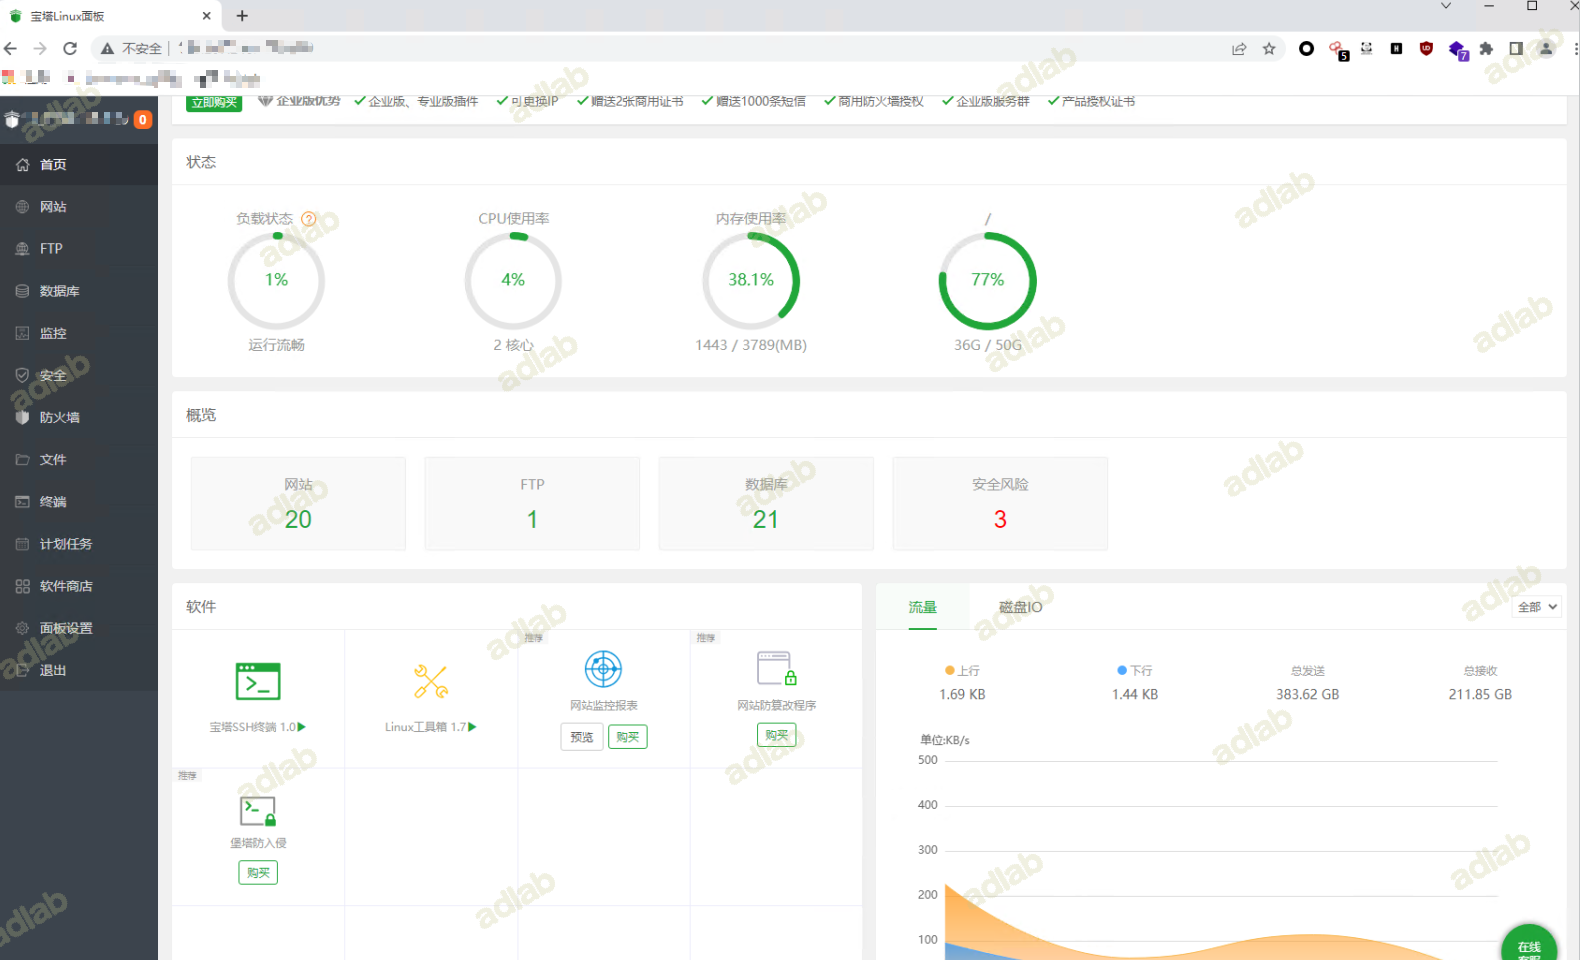 宝塔Linux面板
不安全
5
7
立即购买 企业版优势 企业版、专业版插件 可更换IP 赠送2张商用证书 赠送1000条短信 商用防火墙授权 企业版服务群 产品授权证书
0
首页
网站
FTP
数据库
监控
安全
防火墙
文件
终端
计划任务
软件商店
面板设置
退出
状态
负载状态 CPU使用率 内存使用率 /
1% 4% 38.1% 77%
运行流畅 2 核心 1443 / 3789(MB) 36G / 50G
概览
网站 FTP 数据库 安全风险
20 1 21 3
软件
推荐 推荐
宝塔SSH终端 1.0 Linux工具箱 1.7 网站监控报表 网站防篡改程序
预览 购买 购买
推荐
堡塔防入侵
购买
流量 磁盘IO 全部
上行 下行 总发送 总接收
1.69 KB 1.44 KB 383.62 GB 211.85 GB
单位:KB/s
500
400
300
200
100
在线
客服
adlab